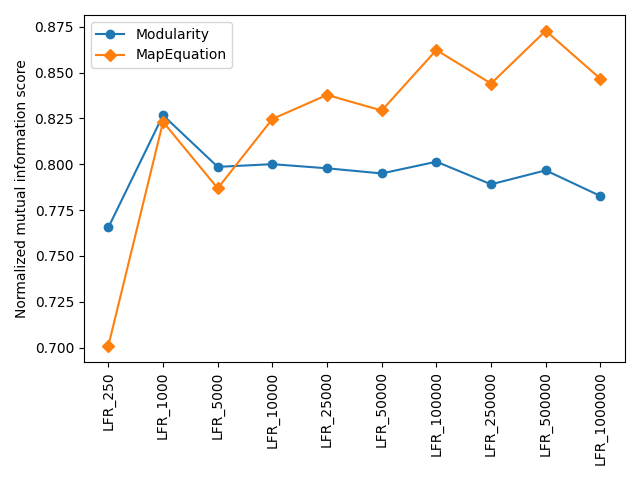 Modularity
MapEquation
Normalized mutual information score
0.875
0.850
0.825
0.800
0.775
0.750
0.725
0.700
LFR_250
LFR_1000
LFR_5000
LFR_10000
LFR_25000
LFR_50000
LFR_100000
LFR_250000
LFR_500000
LFR_1000000